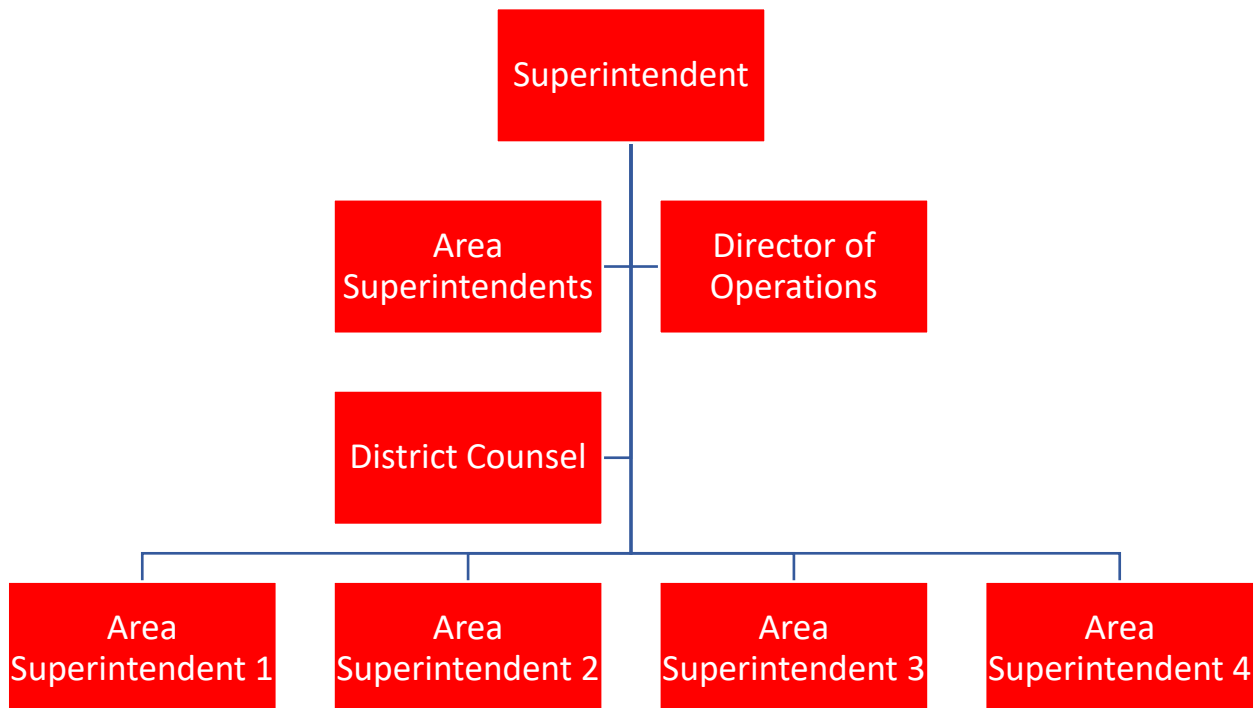 Superintendent
Area
Superintendents
Director of
Operations
District Counsel
Area
Superintendent 1
Area
Superintendent 2
Area
Superintendent 3
Area
Superintendent 4